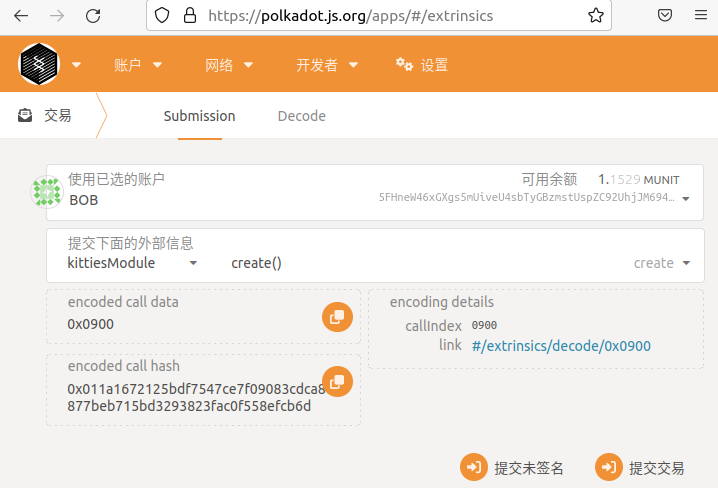 https://polkadot.js.org/apps/#/extrinsics
账户 网络 开发者 设置
交易 Submission Decode
使用已选的账户 可用余额 1.1529 MUNIT
BOB 5FHneW46xGXgs5mUiveU4sbTyGBzmstUspZC92UhjJM694…
提交下面的外部信息
kittiesModule create() create
encoded call data
0x0900
encoding details
callIndex 0900
link #/extrinsics/decode/0x0900
encoded call hash
0x011a1672125bdf7547ce7f09083cdca8
877beb715bd3293823fac0f558efcb6d
提交未签名 提交交易